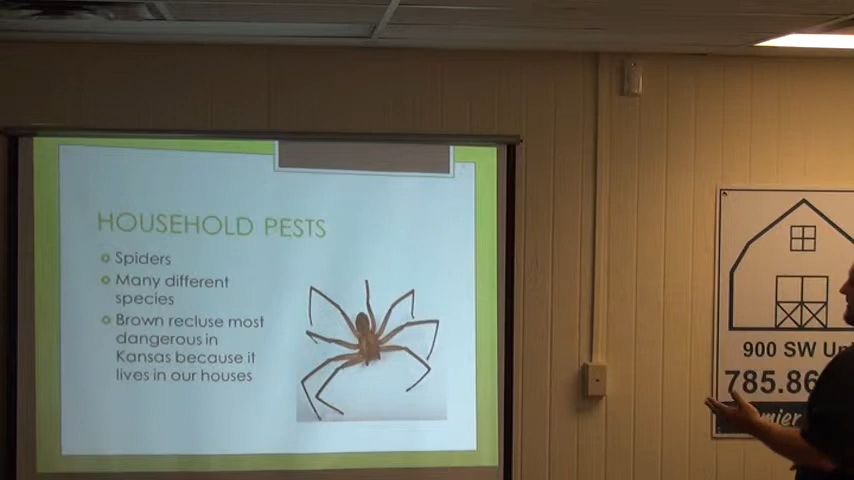 HOUSEHOLD PESTS
Spiders
Many different
species
Brown recluse most
dangerous in
Kansas because it
lives in our houses
900 SW
785.86